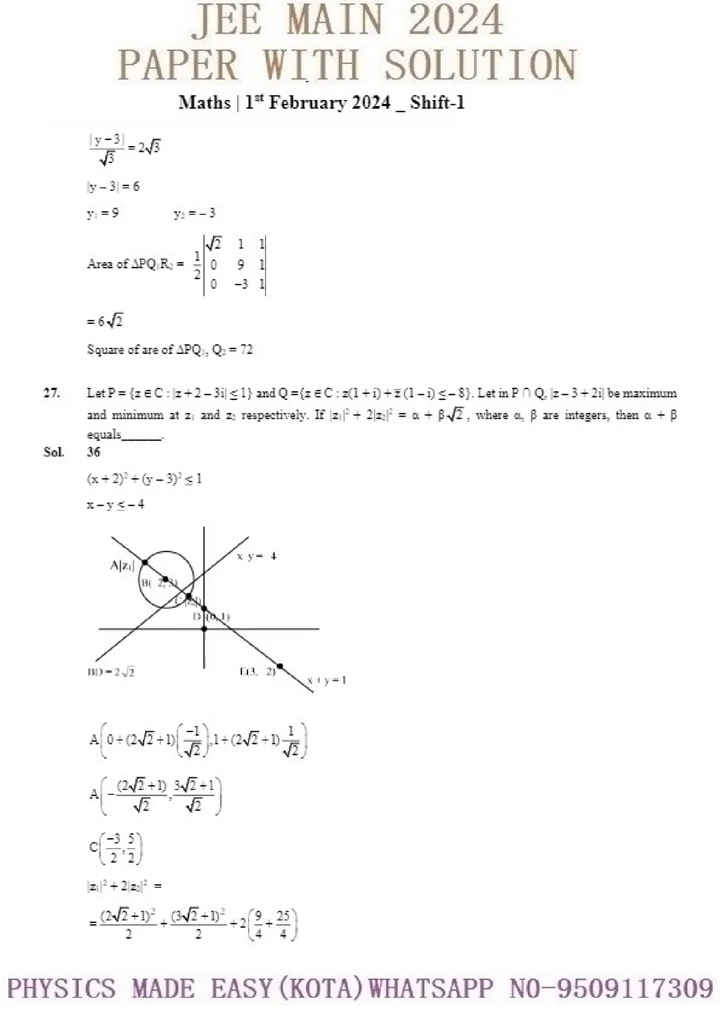 JEE MAIN 2024
PAPER WITH SOLUTION
Maths | 1st February 2024 _ Shift-1
|y – 3|/√3 = 2√3
|y – 3| = 6
y₁ = 9 y₂ = – 3
Area of ΔPQ₁R₂ = 1/2 |√2 1 1|
|0 9 1|
|0 –3 1|
= 6√2
Square of are of ΔPQ₁, Q₂ = 72
27. Let P = {z ∈ C : |z + 2 – 3i| ≤ 1} and Q = {z ∈ C : z(1 + i) + z̅ (1 – i) ≤ – 8}. Let in P ∩ Q, |z – 3 + 2i| be maximum
and minimum at z₁ and z₂ respectively. If |z₁|² + 2|z₂|² = α + β√2, where α, β are integers, then α + β
equals______.
Sol. 36
(x + 2)² + (y – 3)² ≤ 1
x – y ≤ – 4
x y = 4
A|z₁|
B( 2, 3)
D (0, 1)
BD = 2√2
(3, 2)
x + y = 1
A(0 – (2√2 + 1)(–1/√2), 1 + (2√2 + 1) 1/√2)
A(–(2√2 + 1)/√2, (3√2 + 1)/√2)
C(–3/2, 5/2)
|z₁|² + 2|z₂|² =
= (2√2 + 1)²/2 + (3√2 + 1)²/2 + 2(9/4 + 25/4)
PHYSICS MADE EASY(KOTA)WHATSAPP NO-9509117309